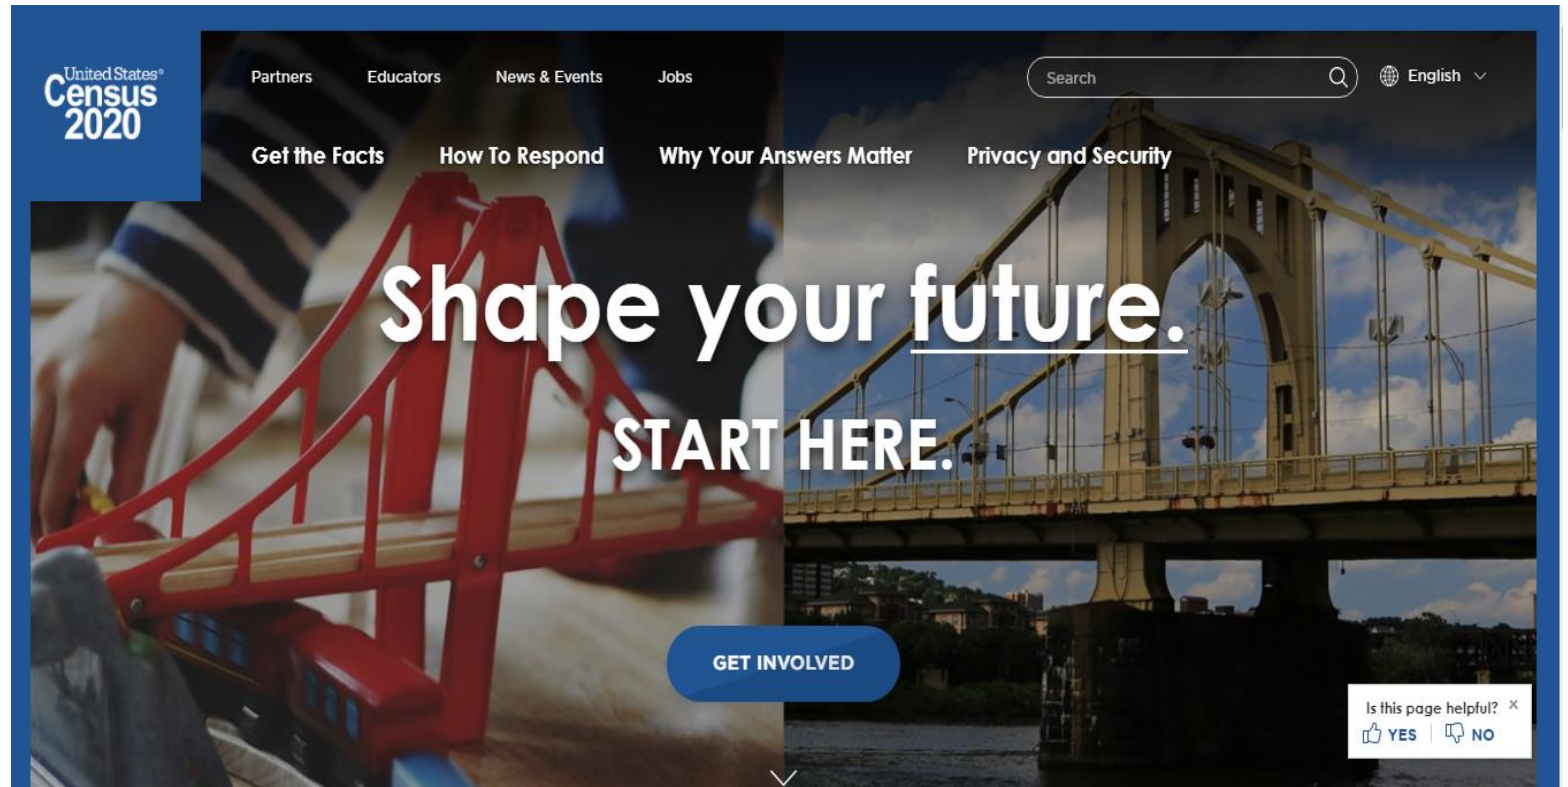 United States®
Census
2020
Partners Educators News & Events Jobs
Search
English
Get the Facts How To Respond Why Your Answers Matter Privacy and Security
Shape your future.
START HERE.
GET INVOLVED
Is this page helpful? ×
YES NO